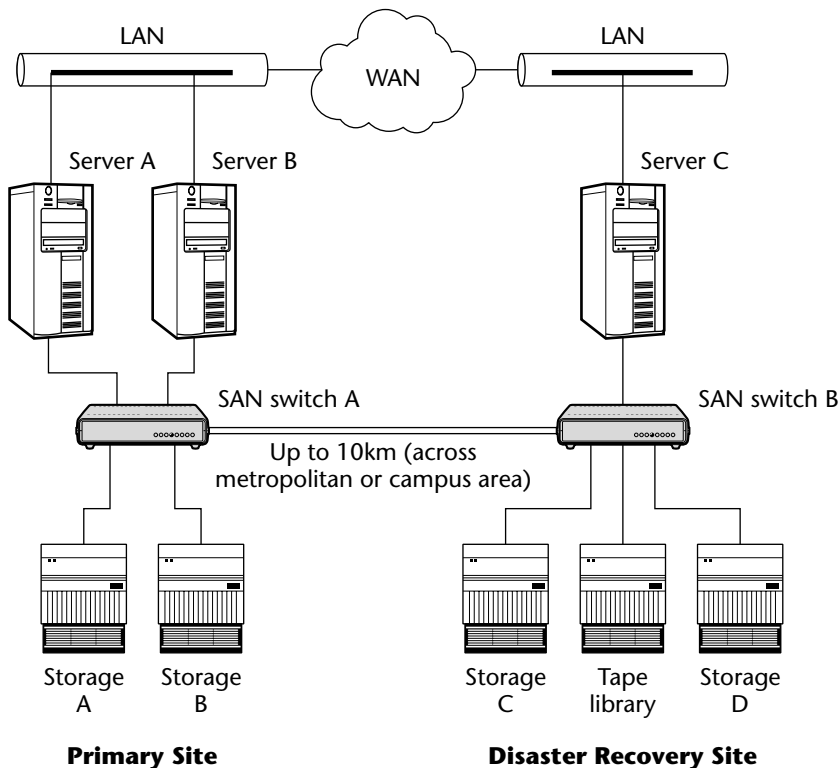 LAN
WAN
LAN
Server A
Server B
Server C
SAN switch A
SAN switch B
Up to 10km (across
metropolitan or campus area)
Storage
A
Storage
B
Storage
C
Tape
library
Storage
D
Primary Site
Disaster Recovery Site